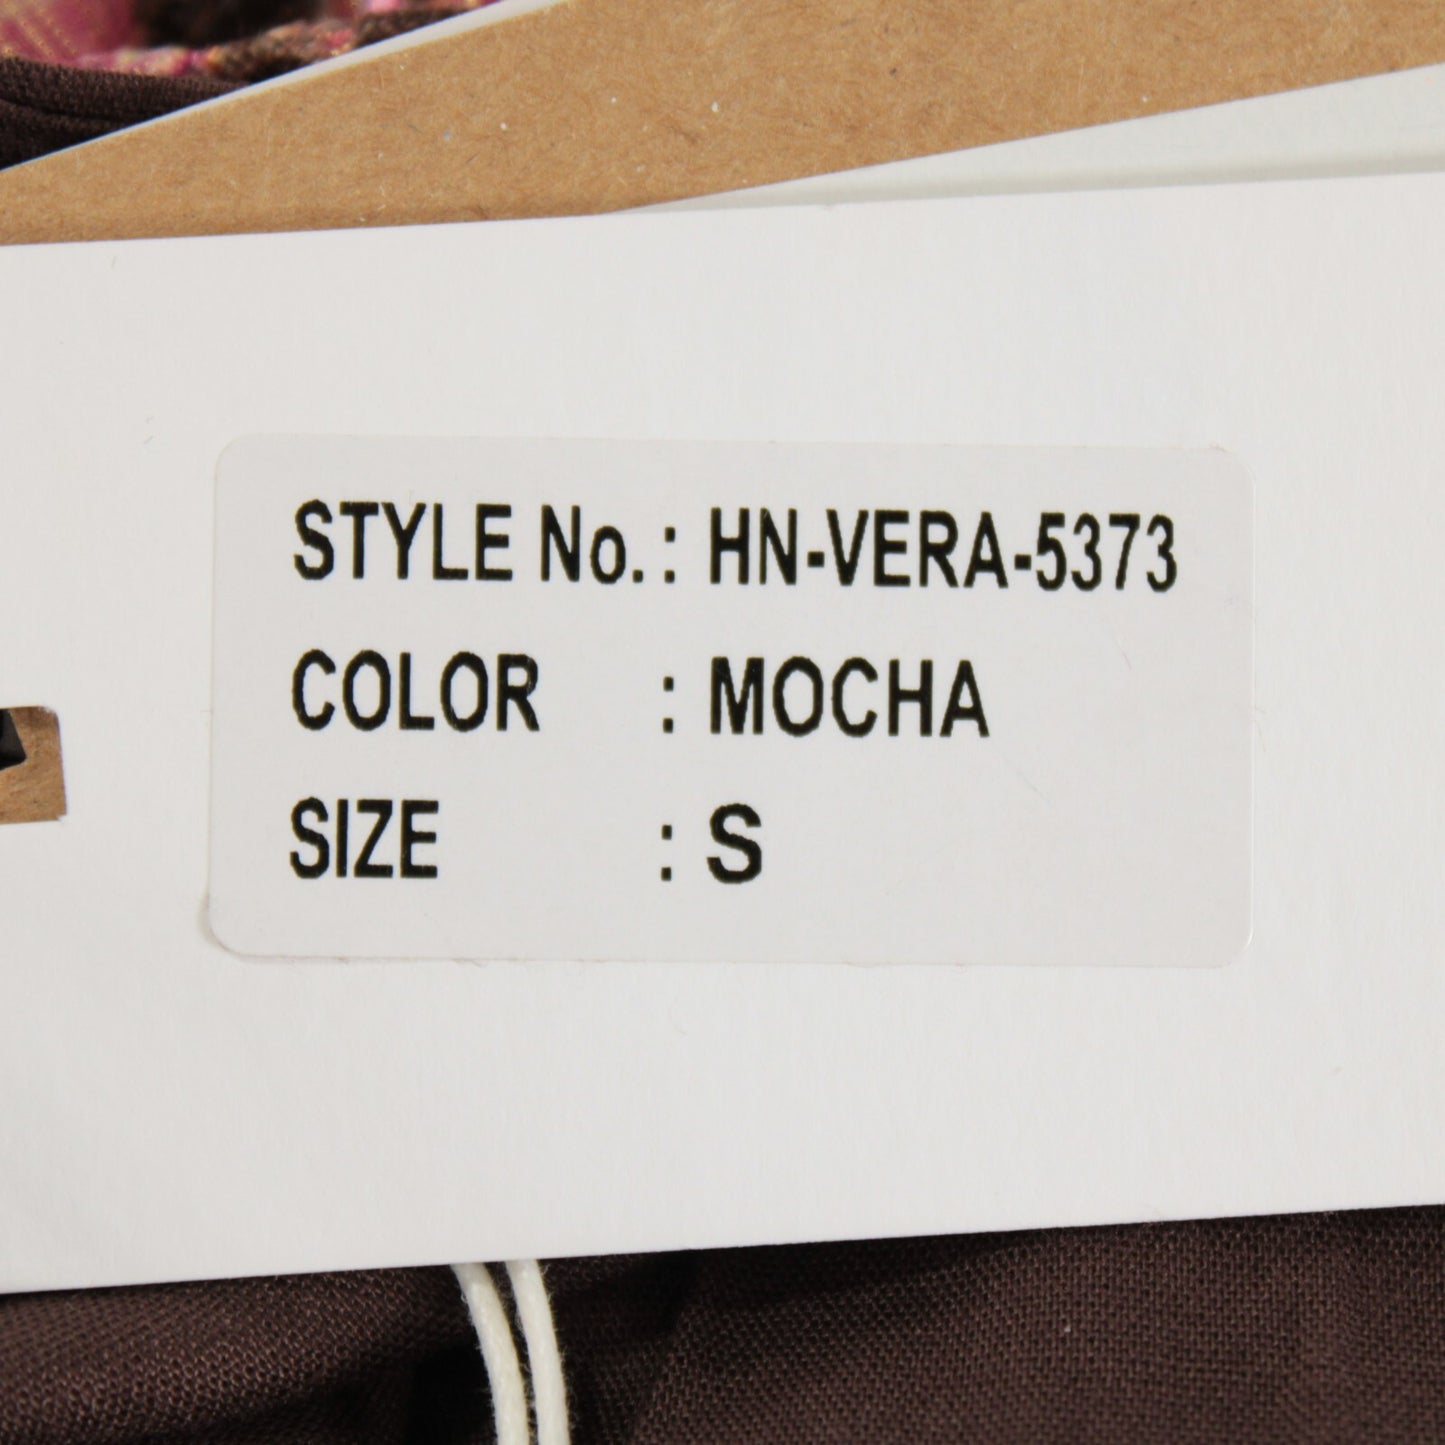 STYLE No. : HN-VERA-5373
COLOR : MOCHA
SIZE : S